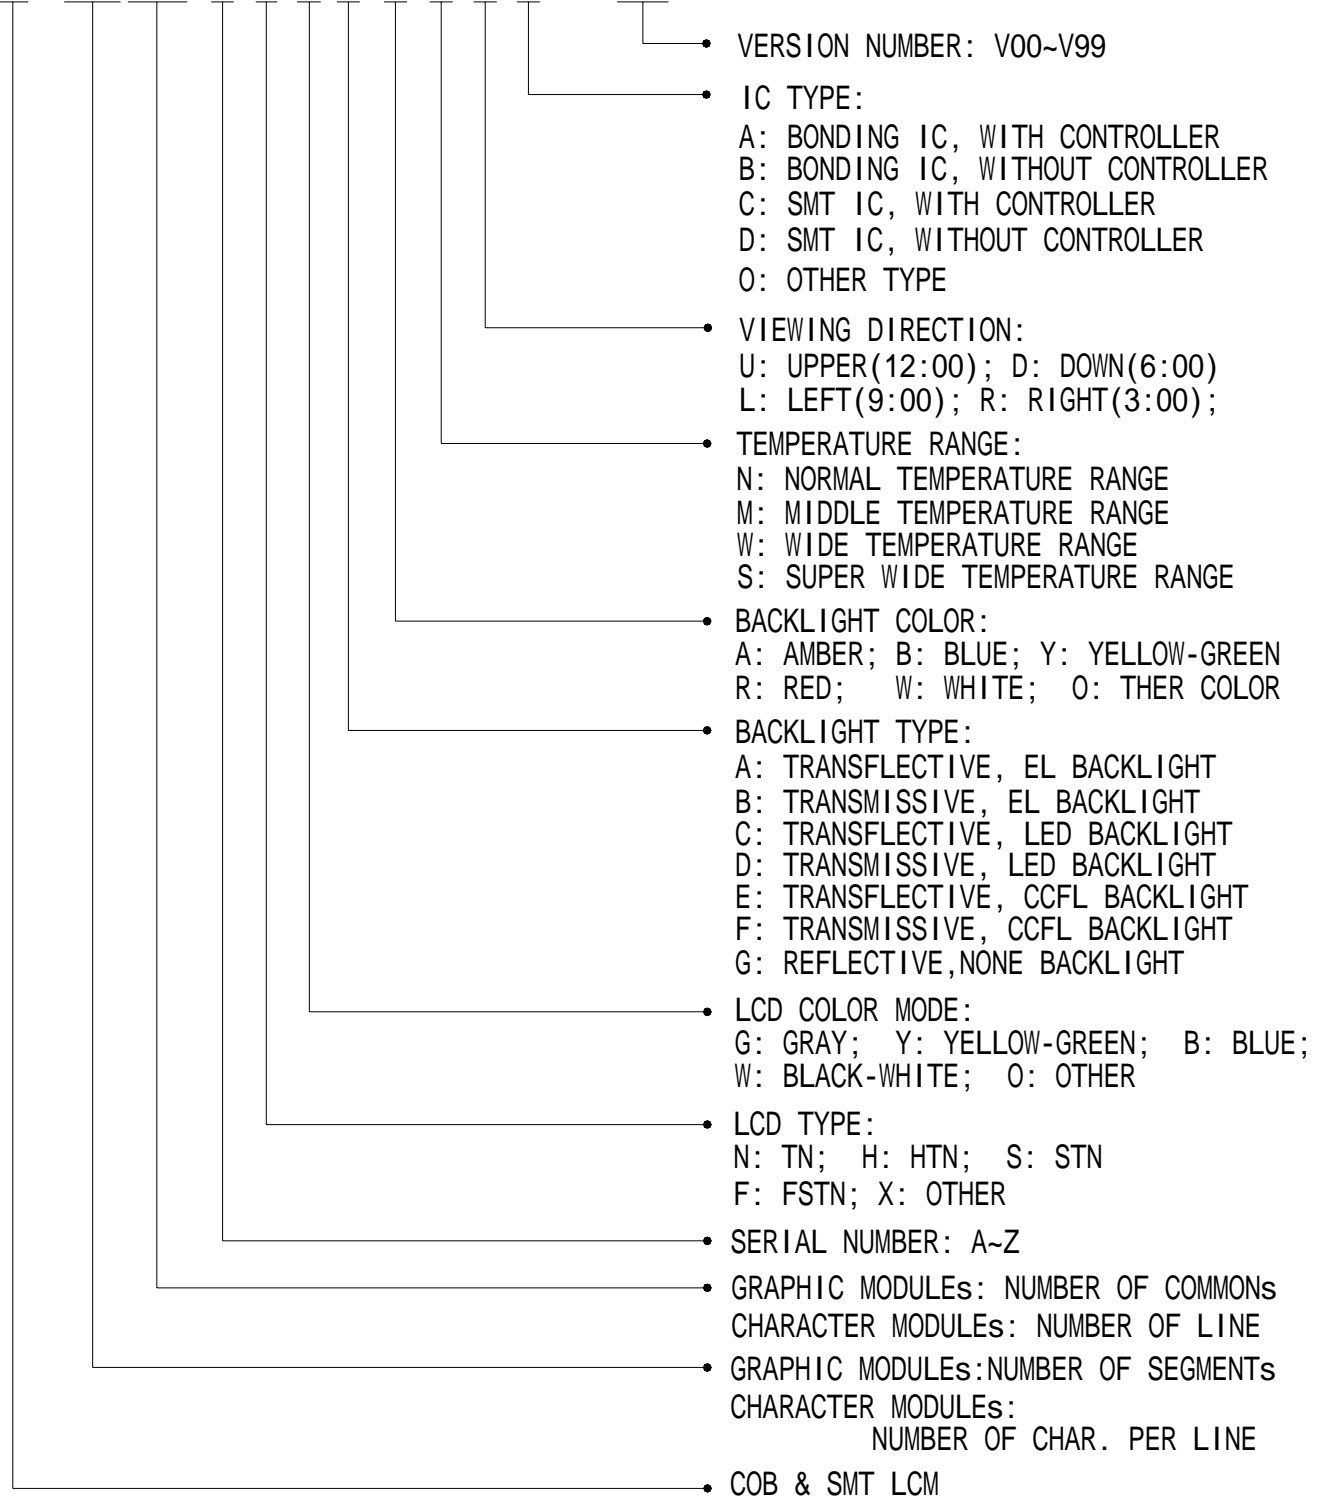 VERSION NUMBER: V00~V99
IC TYPE:
A: BONDING IC, WITH CONTROLLER
B: BONDING IC, WITHOUT CONTROLLER
C: SMT IC, WITH CONTROLLER
D: SMT IC, WITHOUT CONTROLLER
O: OTHER TYPE
VIEWING DIRECTION:
U: UPPER(12:00); D: DOWN(6:00)
L: LEFT(9:00); R: RIGHT(3:00);
TEMPERATURE RANGE:
N: NORMAL TEMPERATURE RANGE
M: MIDDLE TEMPERATURE RANGE
W: WIDE TEMPERATURE RANGE
S: SUPER WIDE TEMPERATURE RANGE
BACKLIGHT COLOR:
A: AMBER; B: BLUE; Y: YELLOW-GREEN
R: RED; W: WHITE; O: THER COLOR
BACKLIGHT TYPE:
A: TRANSFLECTIVE, EL BACKLIGHT
B: TRANSMISSIVE, EL BACKLIGHT
C: TRANSFLECTIVE, LED BACKLIGHT
D: TRANSMISSIVE, LED BACKLIGHT
E: TRANSFLECTIVE, CCFL BACKLIGHT
F: TRANSMISSIVE, CCFL BACKLIGHT
G: REFLECTIVE,NONE BACKLIGHT
LCD COLOR MODE:
G: GRAY; Y: YELLOW-GREEN; B: BLUE;
W: BLACK-WHITE; O: OTHER
LCD TYPE:
N: TN; H: HTN; S: STN
F: FSTN; X: OTHER
SERIAL NUMBER: A~Z
GRAPHIC MODULEs: NUMBER OF COMMONs
CHARACTER MODULEs: NUMBER OF LINE
GRAPHIC MODULEs:NUMBER OF SEGMENTs
CHARACTER MODULEs:
NUMBER OF CHAR. PER LINE
COB & SMT LCM